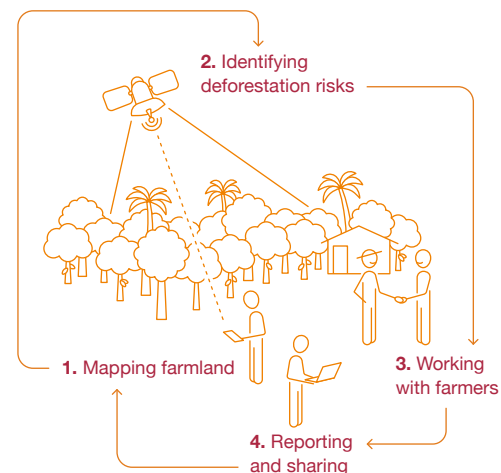 2. Identifying
deforestation risks
1. Mapping farmland
3. Working
with farmers
4. Reporting
and sharing